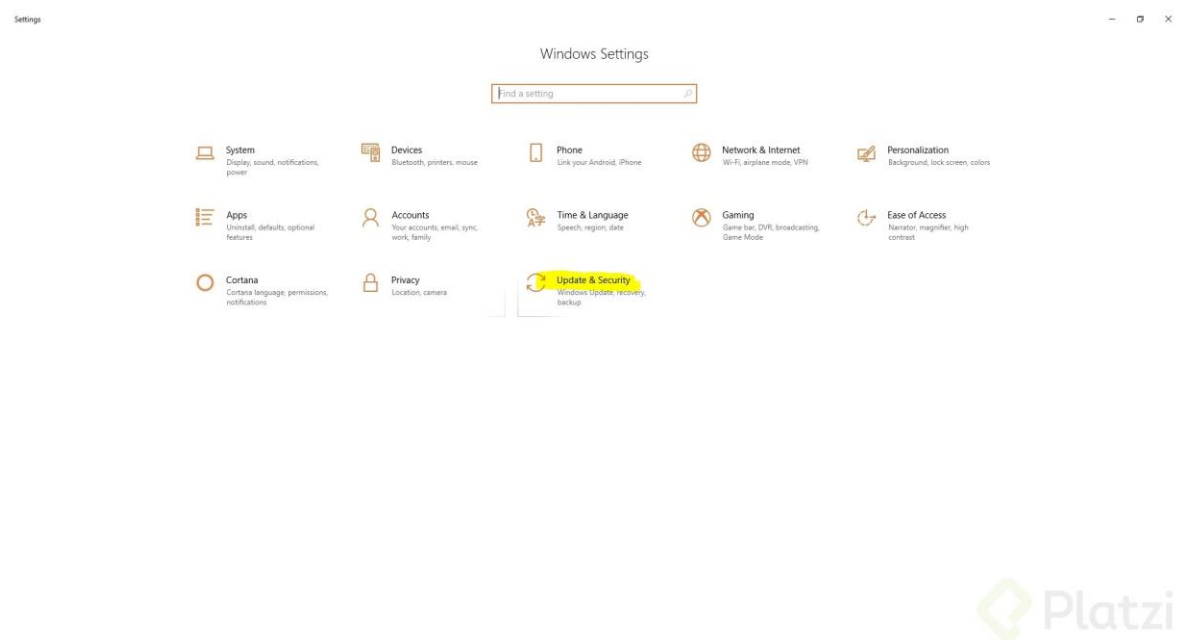 Settings
Windows Settings
Find a setting
System
Display, sound, notifications,
power
Devices
Bluetooth, printers, mouse
Phone
Link your Android, iPhone
Network & Internet
Wi-Fi, airplane mode, VPN
Personalization
Background, lock screen, colors
Apps
Uninstall, defaults, optional
features
Accounts
Your accounts, email, sync,
work, family
Time & Language
Speech, region, date
Gaming
Game bar, DVR, broadcasting,
Game Mode
Ease of Access
Narrator, magnifier, high
contrast
Cortana
Cortana language, permissions,
notifications
Privacy
Location, camera
Update & Security
Windows Update, recovery,
backup
Platzi